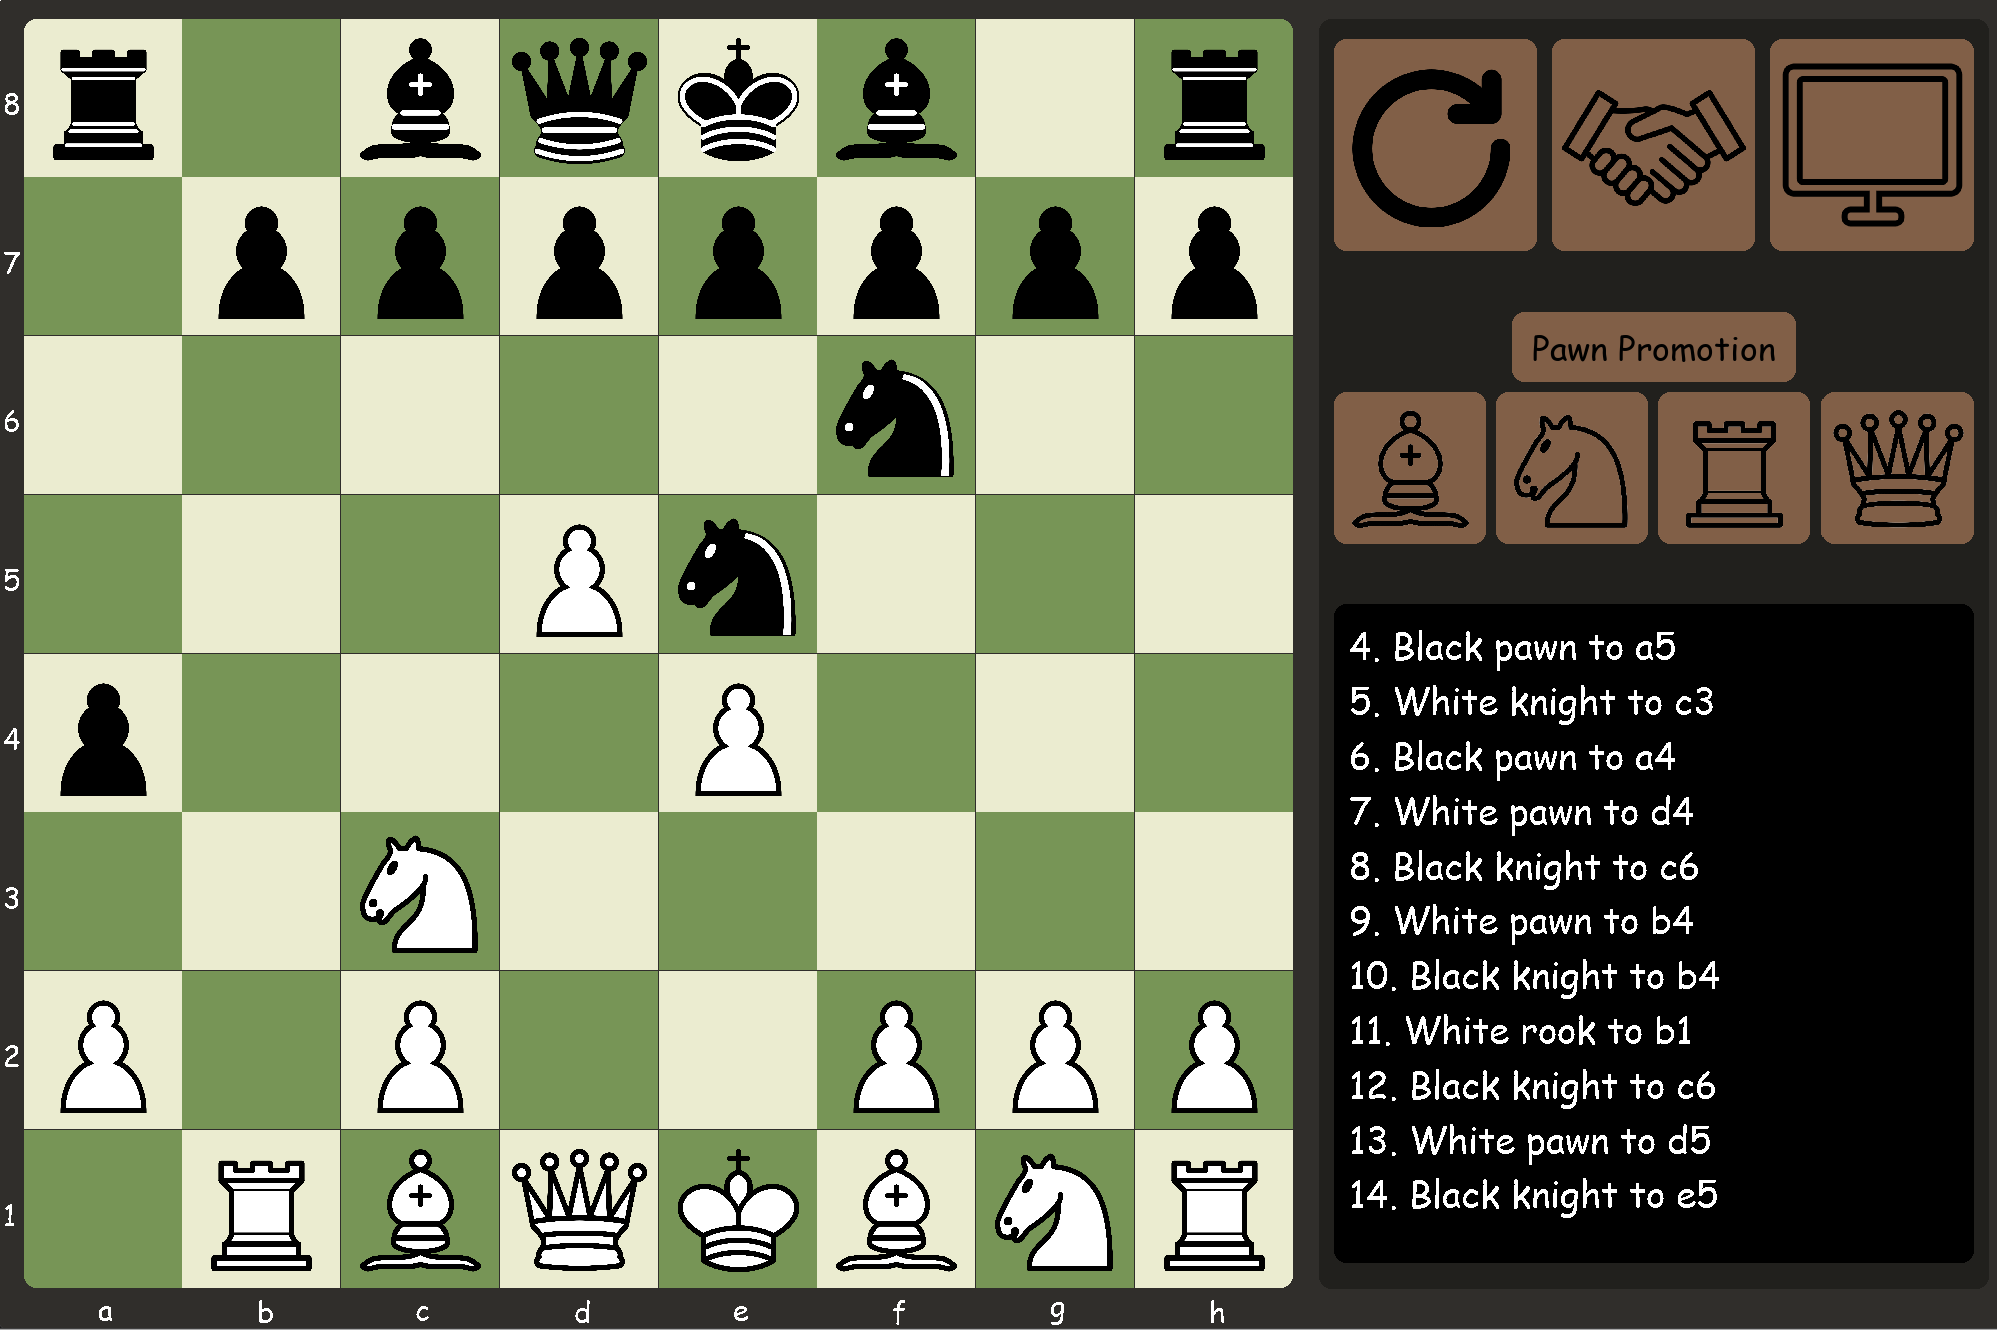 8
7
6
5
4
3
2
1
a b c d e f g h
Pawn Promotion
4. Black pawn to a5
5. White knight to c3
6. Black pawn to a4
7. White pawn to d4
8. Black knight to c6
9. White pawn to b4
10. Black knight to b4
11. White rook to b1
12. Black knight to c6
13. White pawn to d5
14. Black knight to e5